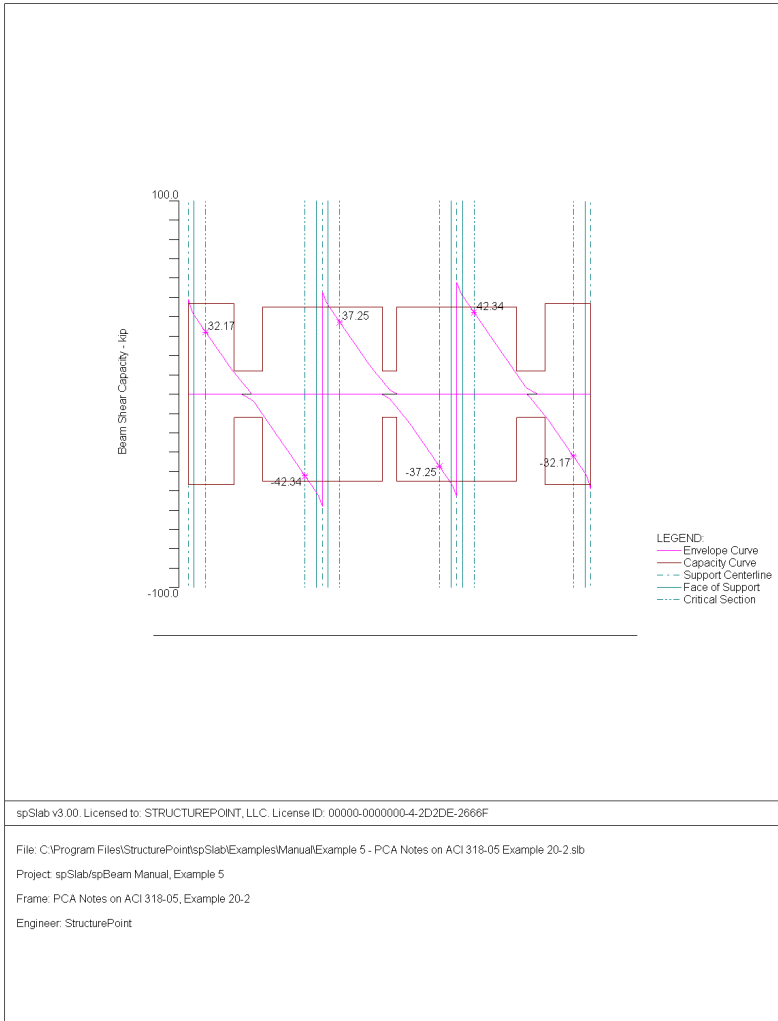 100.0
32.17
37.25
42.34
Beam Shear Capacity - kip
-42.34
-37.25
-32.17
-100.0
LEGEND:
Envelope Curve
Capacity Curve
Support Centerline
Face of Support
Critical Section
spSlab v3.00. Licensed to: STRUCTUREPOINT, LLC. License ID: 00000-0000000-4-2D2DE-2666F
File: C:\Program Files\StructurePoint\spSlab\Examples\Manual\Example 5 - PCA Notes on ACI 318-05 Example 20-2.slb
Project: spSlab/spBeam Manual, Example 5
Frame: PCA Notes on ACI 318-05, Example 20-2
Engineer: StructurePoint